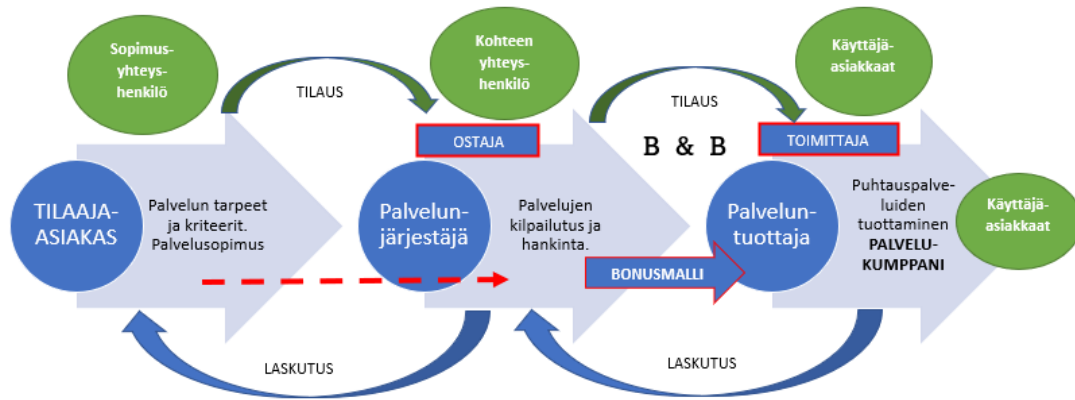 Sopimus-
yhteys-
henkilö
TILAUS
Kohteen
yhteys-
henkilö
TILAUS
Käyttäjä-
asiakkaat
OSTAJA
B & B
TOIMITTAJA
TILAAJA-
ASIAKAS
Palvelun tarpeet
ja kriteerit.
Palvelusopimus
Palvelun-
järjestäjä
Palvelujen
kilpailutus ja
hankinta.
BONUSMALLI
Palvelun-
tuottaja
Puhtauspalve-
luiden
tuottaminen
PALVELU-
KUMPPANI
Käyttäjä-
asiakkaat
LASKUTUS
LASKUTUS